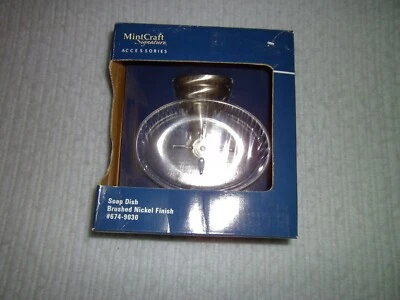 MintCraft
Signature
ACCESSORIES
Soap Dish
Brushed Nickel Finish
#674-9030